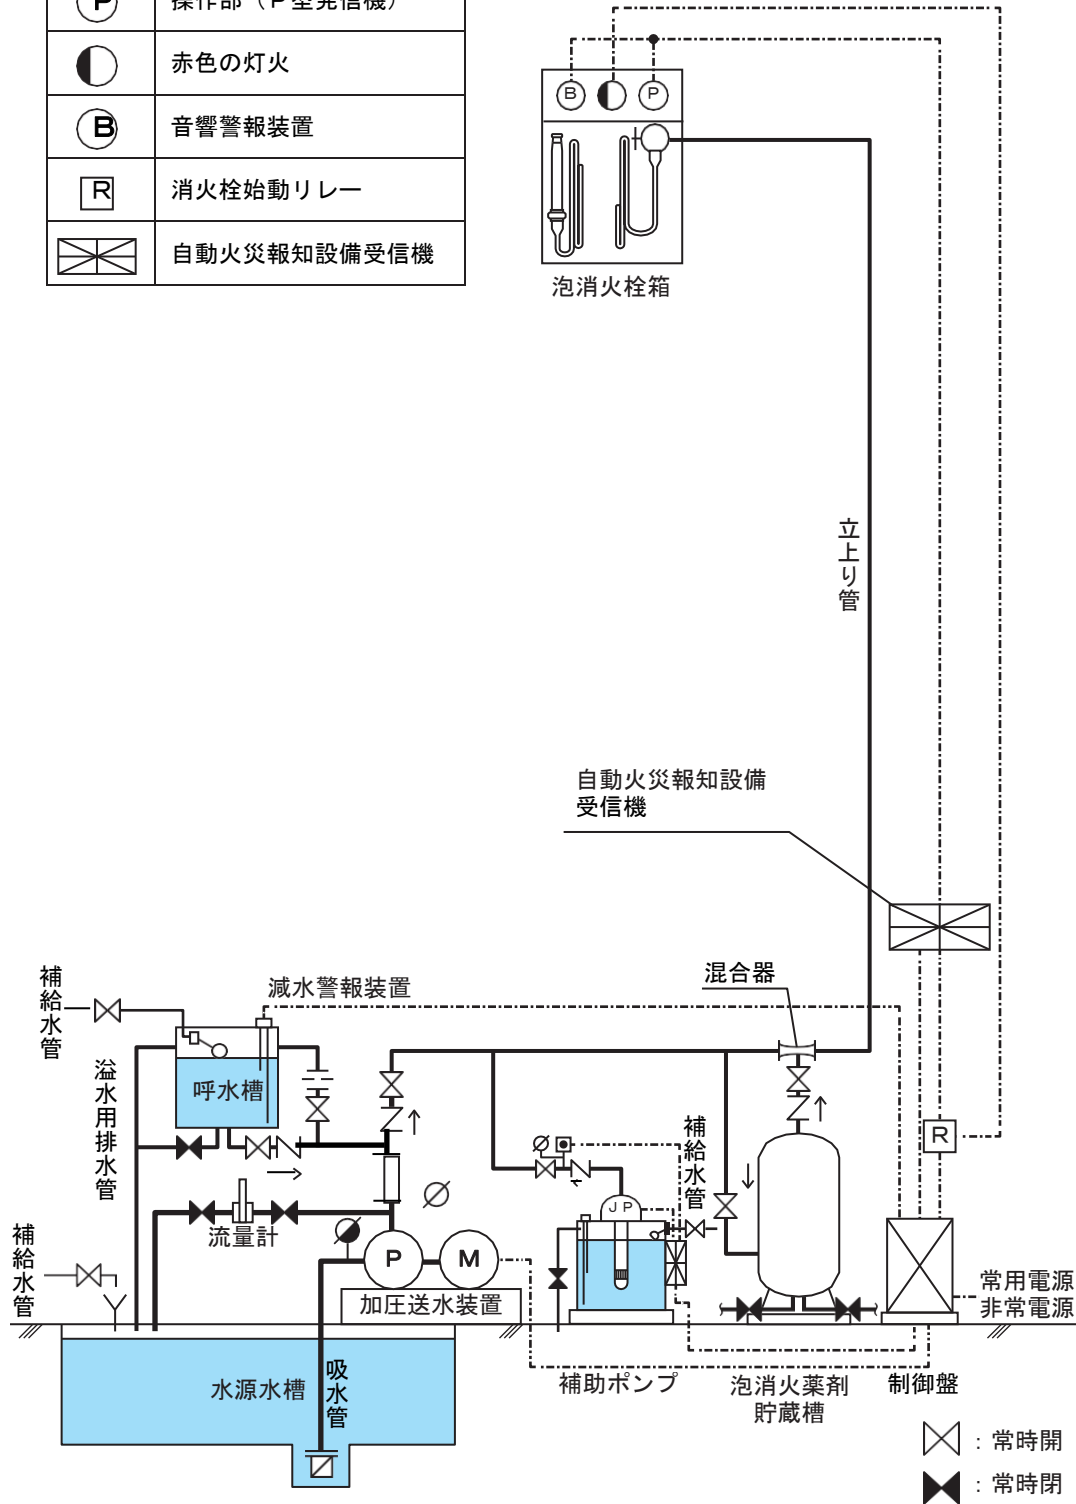 P 操作部（P型発信機）
赤色の灯火
B 音響警報装置
R 消火栓始動リレー
自動火災報知設備受信機
B P
泡消火栓箱
立上り管
自動火災報知設備
受信機
混合器
補給水管
減水警報装置
呼水槽
溢水用排水管
補給水管
R
JP
流量計
補給水管
P M
加圧送水装置
常用電源
非常電源
水源水槽
吸水管
補助ポンプ
泡消火薬剤
貯蔵槽
制御盤
：常時開
：常時閉